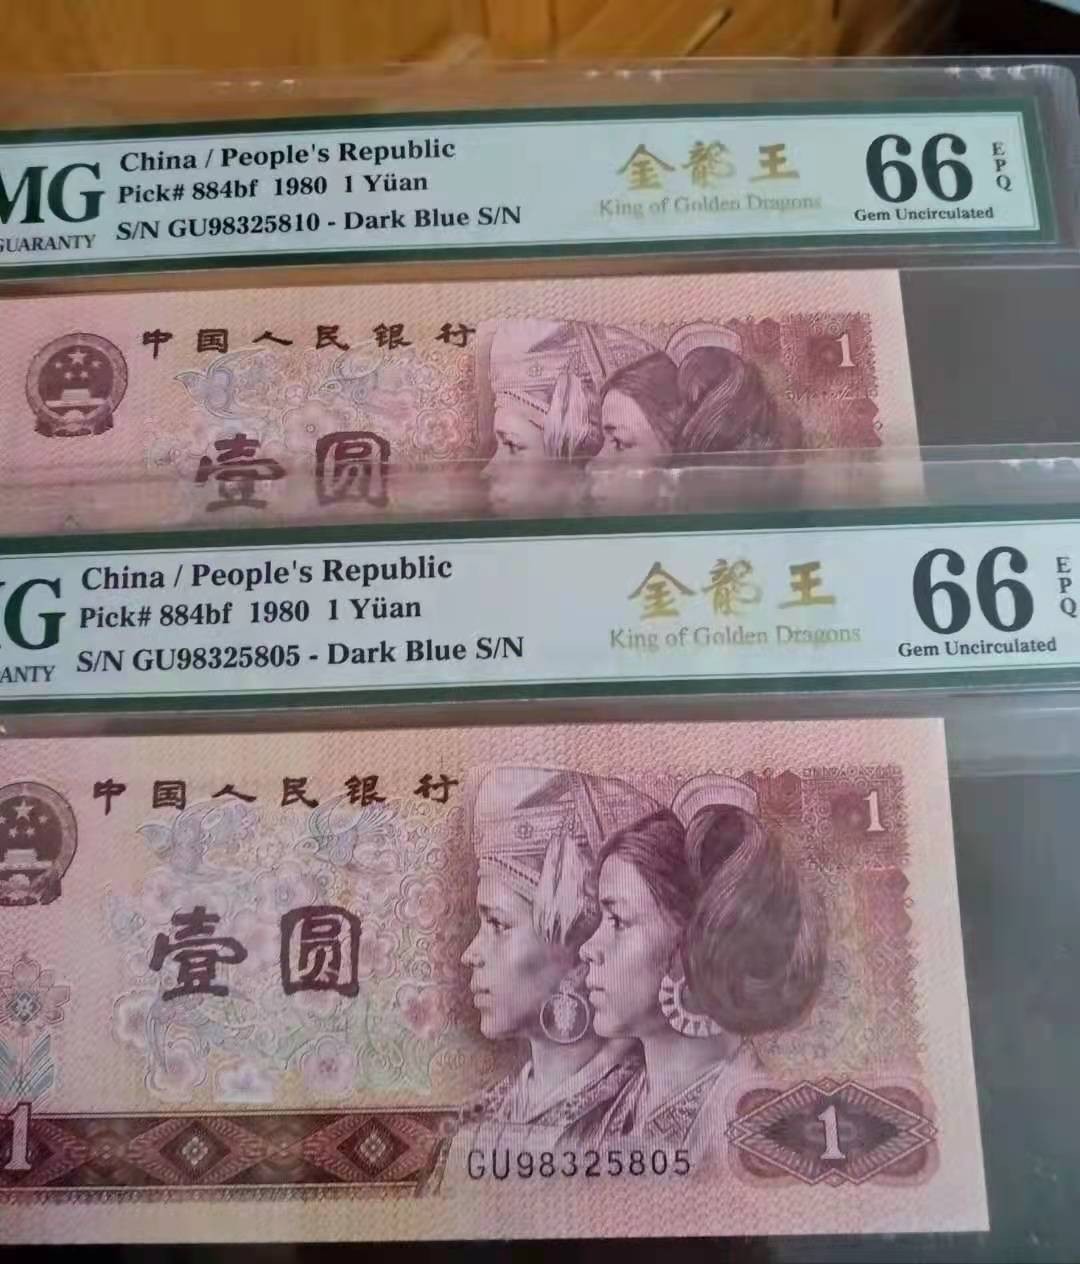 MG
GUARANTY
China / People's Republic
Pick# 884bf 1980 1 Yüan
S/N GU98325810 - Dark Blue S/N
金龍王
King of Golden Dragons
66
EPQ
Gem Uncirculated
中国人民银行
1
壹圆
G
ANTY
China / People's Republic
Pick# 884bf 1980 1 Yüan
S/N GU98325805 - Dark Blue S/N
金龍王
King of Golden Dragons
66
EPQ
Gem Uncirculated
中国人民银行
1
壹圆
1
GU98325805
1